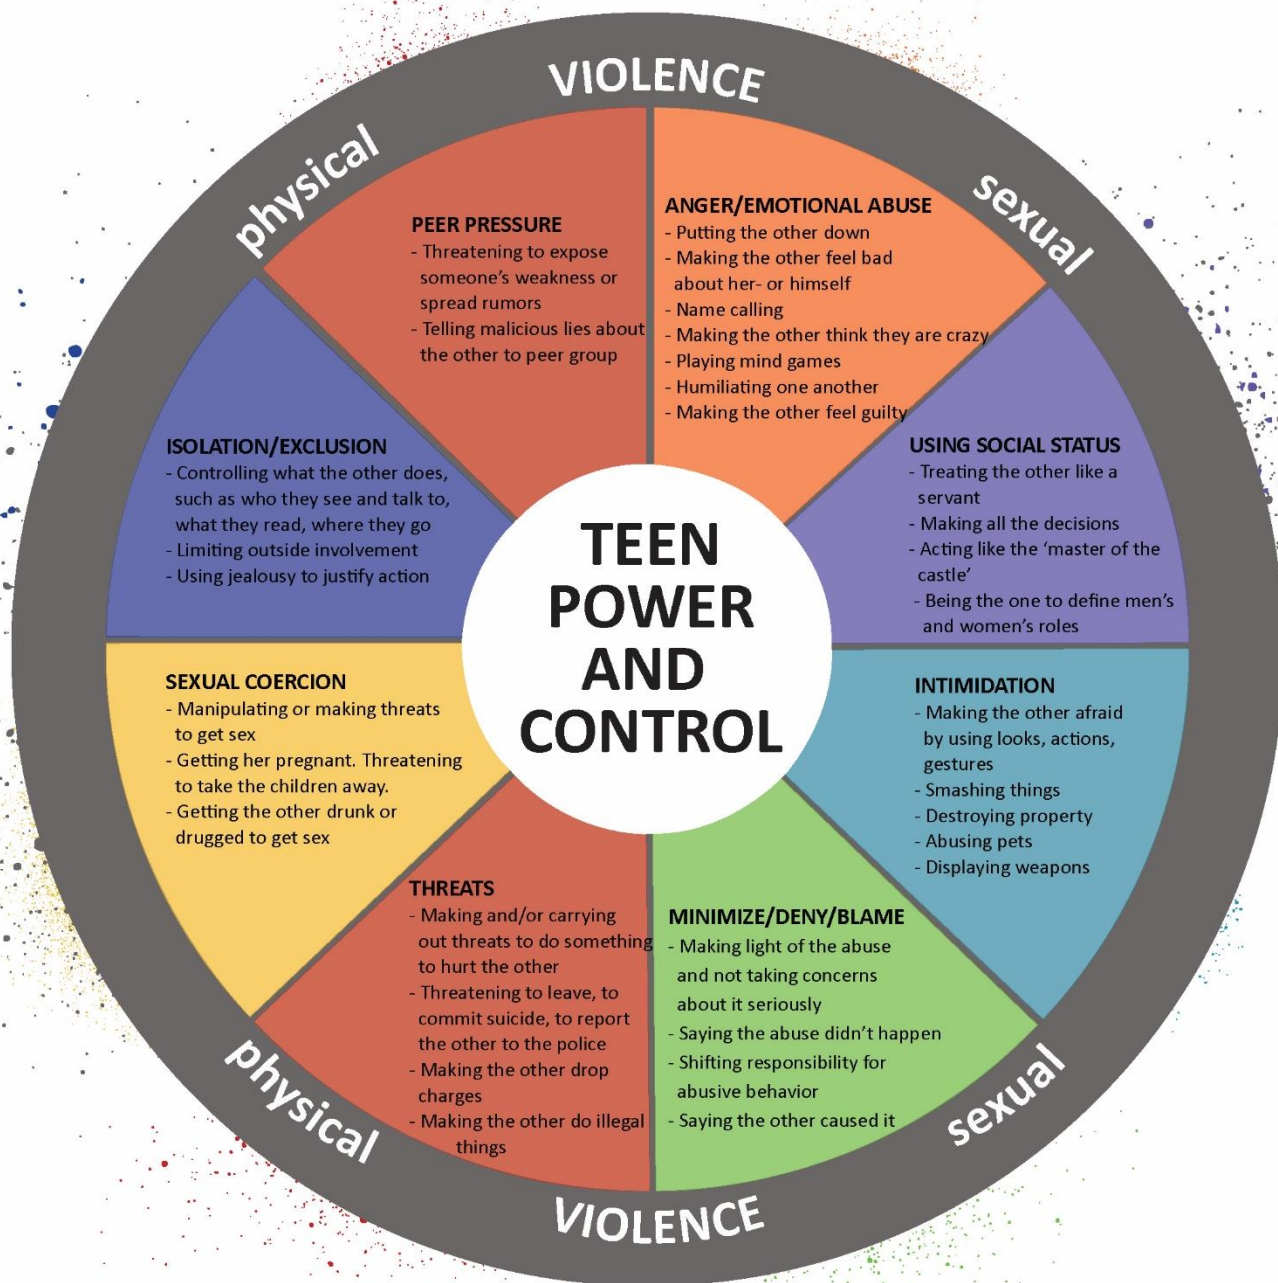 VIOLENCE
physical
sexual
PEER PRESSURE
- Threatening to expose
someone's weakness or
spread rumors
- Telling malicious lies about
the other to peer group
ANGER/EMOTIONAL ABUSE
- Putting the other down
- Making the other feel bad
about her- or himself
- Name calling
- Making the other think they are crazy
- Playing mind games
- Humiliating one another
- Making the other feel guilty
ISOLATION/EXCLUSION
- Controlling what the other does,
such as who they see and talk to,
what they read, where they go
- Limiting outside involvement
- Using jealousy to justify action
USING SOCIAL STATUS
- Treating the other like a
servant
- Making all the decisions
- Acting like the ‘master of the
castle’
- Being the one to define men’s
and women’s roles
TEEN
POWER
AND
CONTROL
SEXUAL COERCION
- Manipulating or making threats
to get sex
- Getting her pregnant. Threatening
to take the children away.
- Getting the other drunk or
drugged to get sex
INTIMIDATION
- Making the other afraid
by using looks, actions,
gestures
- Smashing things
- Destroying property
- Abusing pets
- Displaying weapons
THREATS
- Making and/or carrying
out threats to do something
to hurt the other
- Threatening to leave, to
commit suicide, to report
the other to the police
- Making the other drop
charges
- Making the other do illegal
things
MINIMIZE/DENY/BLAME
- Making light of the abuse
and not taking concerns
about it seriously
- Saying the abuse didn’t happen
- Shifting responsibility for
abusive behavior
- Saying the other caused it
physical
sexual
VIOLENCE